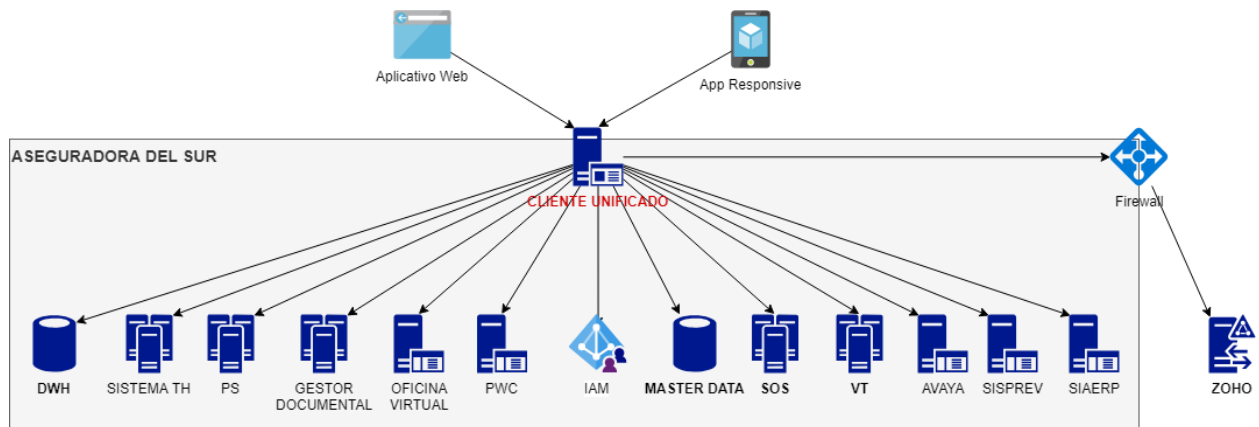 Aplicativo Web
App Responsive
ASEGURADORA DEL SUR
CLIENTE UNIFICADO
Firewall
DWH
SISTEMA TH
PS
GESTOR
DOCUMENTAL
OFICINA
VIRTUAL
PWC
IAM
MASTER DATA
SOS
VT
AVAYA
SISPREV
SIAERP
ZOHO